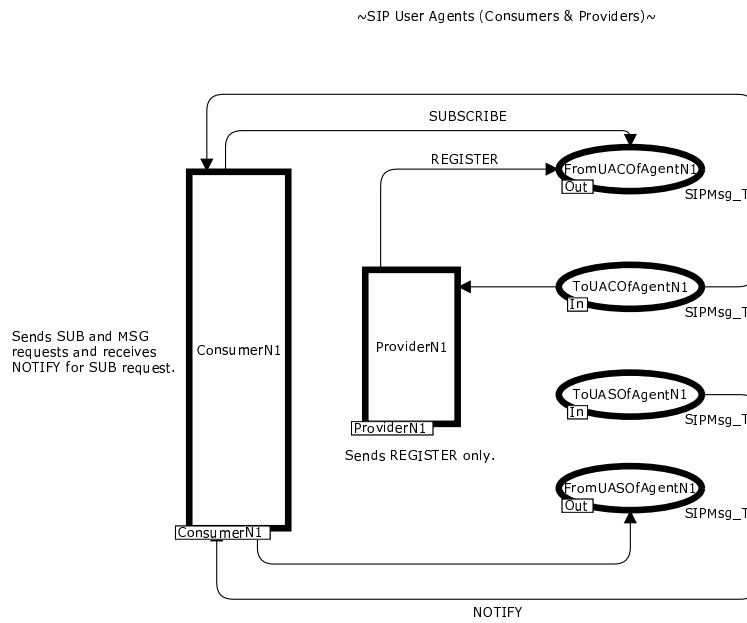 ~SIP User Agents (Consumers & Providers)~
SUBSCRIBE
REGISTER
FromUACOfAgentN1
Out
SIPMsg_T
ToUACOfAgentN1
In
SIPMsg_T
Sends SUB and MSG
requests and receives
NOTIFY for SUB request.
ConsumerN1
ProviderN1
ToUASOfAgentN1
In
SIPMsg_T
ProviderN1
Sends REGISTER only.
FromUASOfAgentN1
Out
SIPMsg_T
ConsumerN1
NOTIFY